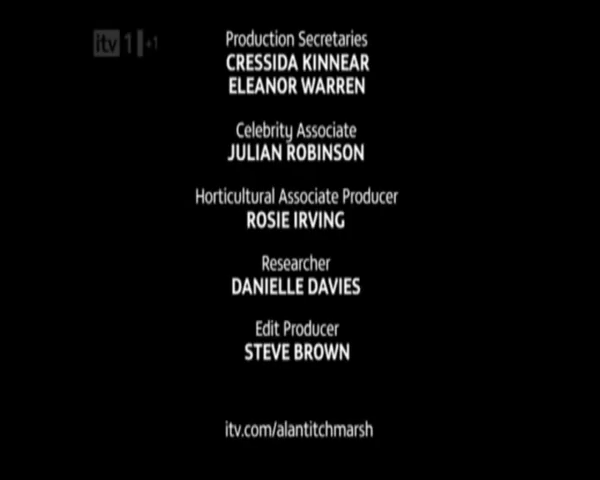 itv 1 +1
Production Secretaries
CRESSIDA KINNEAR
ELEANOR WARREN
Celebrity Associate
JULIAN ROBINSON
Horticultural Associate Producer
ROSIE IRVING
Researcher
DANIELLE DAVIES
Edit Producer
STEVE BROWN
itv.com/alantitchmarsh